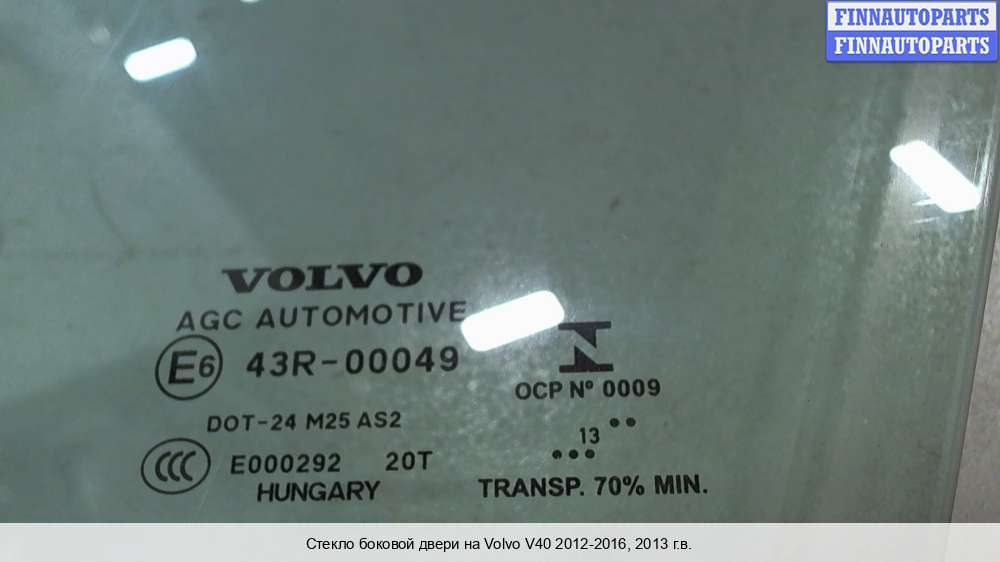 FINNAUTOPARTS
FINNAUTOPARTS
VOLVO
AGC AUTOMOTIVE
E6 43R-00049
N
OCP Nº 0009
DOT-24 M25 AS2
13
CCC E000292 20T
HUNGARY
TRANSP. 70% MIN.
Стекло боковой двери на Volvo V40 2012-2016, 2013 г.в.